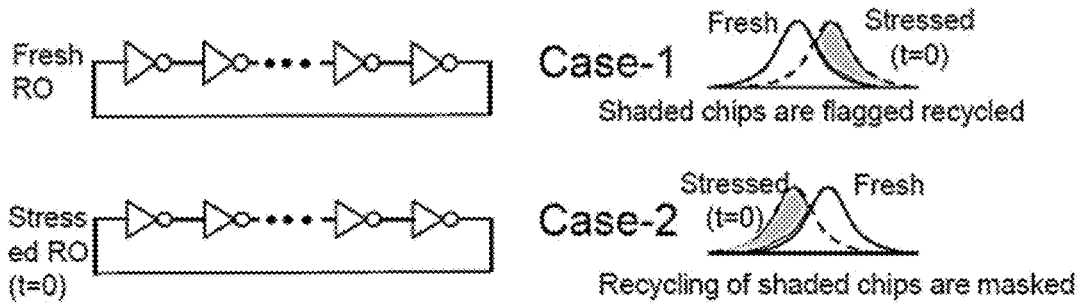 Fresh
RO
Case-1
Fresh
Stressed
(t=0)
Shaded chips are flagged recycled
Stress
ed RO
(t=0)
Case-2
Stressed
(t=0)
Fresh
Recycling of shaded chips are masked